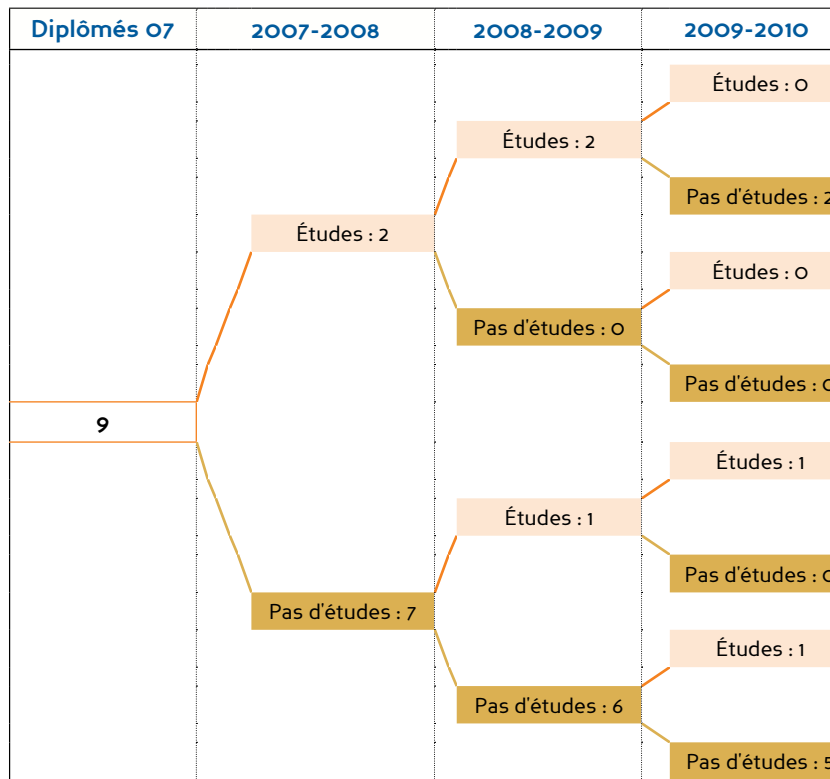 Diplômés 07 2007-2008 2008-2009 2009-2010
Études : 0
Études : 2
Pas d'études : 2
Études : 2
Études : 0
Pas d'études : 0
Pas d'études : 0
9
Études : 1
Études : 1
Pas d'études : 0
Pas d'études : 7
Études : 1
Pas d'études : 6
Pas d'études : 5